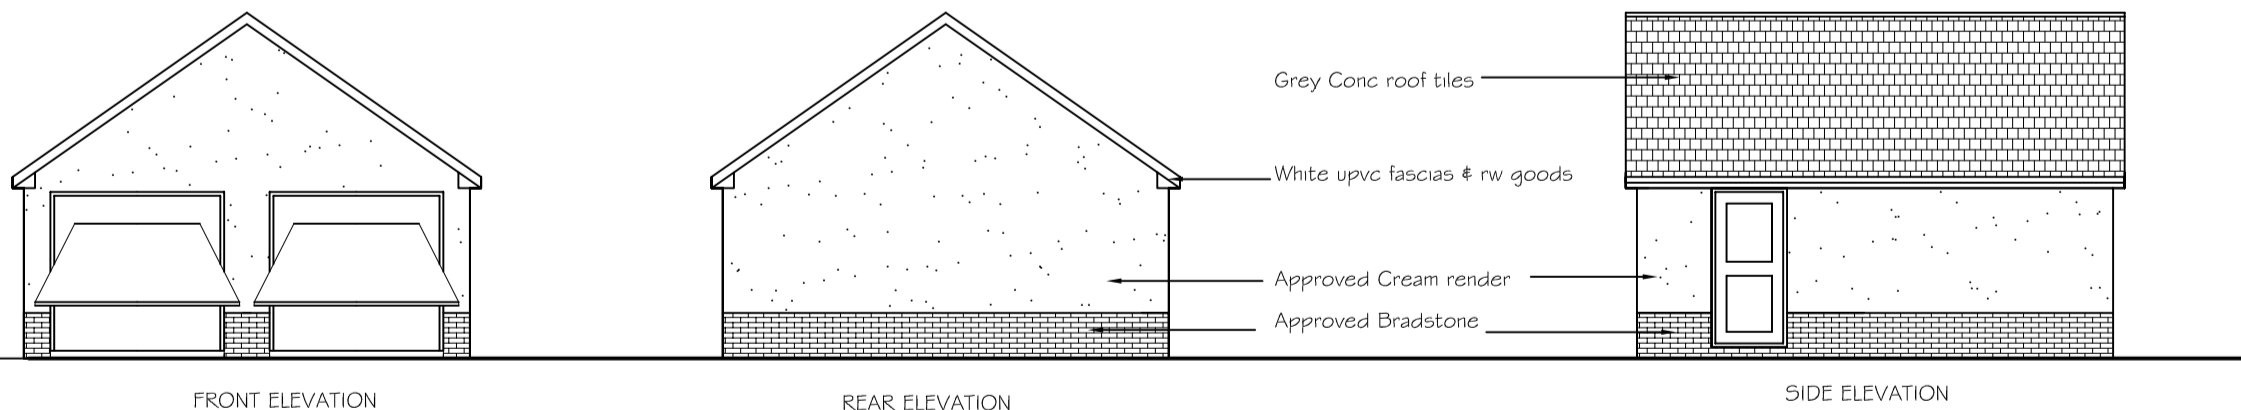 Grey Conc roof tiles
White upvc fascias & rw goods
Approved Cream render
Approved Bradstone
FRONT ELEVATION
REAR ELEVATION
SIDE ELEVATION